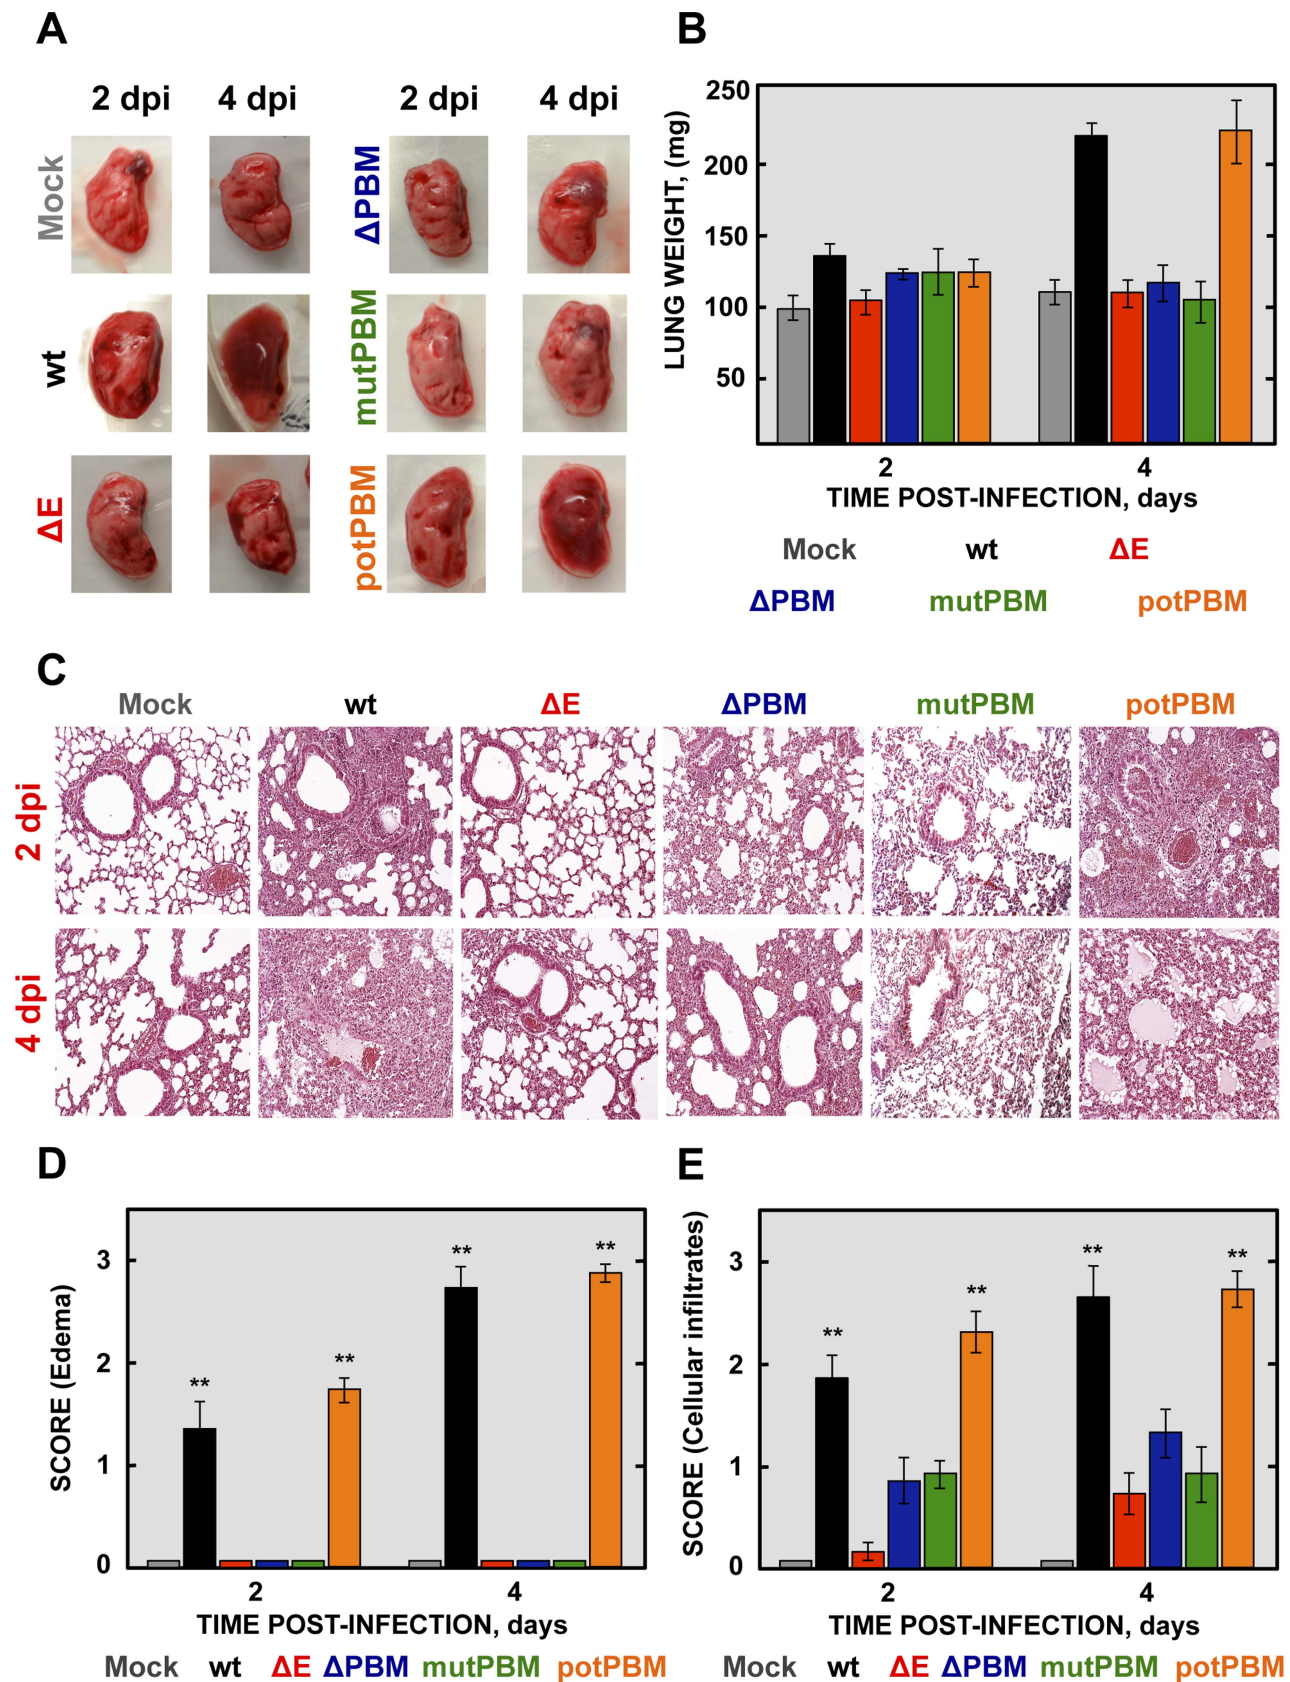 A
2 dpi 4 dpi 2 dpi 4 dpi
Mock
ΔPBM
wt
mutPBM
ΔE
potPBM
B
LUNG WEIGHT, (mg)
250
200
150
100
50
2 4
TIME POST-INFECTION, days
Mock wt ΔE
ΔPBM mutPBM potPBM
C
Mock wt ΔE ΔPBM mutPBM potPBM
2 dpi
4 dpi
D
SCORE (Edema)
3
2
1
0
** ** ** **
2 4
TIME POST-INFECTION, days
Mock wt ΔE ΔPBM mutPBM potPBM
E
SCORE (Cellular infiltrates)
3
2
1
0
** ** ** **
2 4
TIME POST-INFECTION, days
Mock wt ΔE ΔPBM mutPBM potPBM